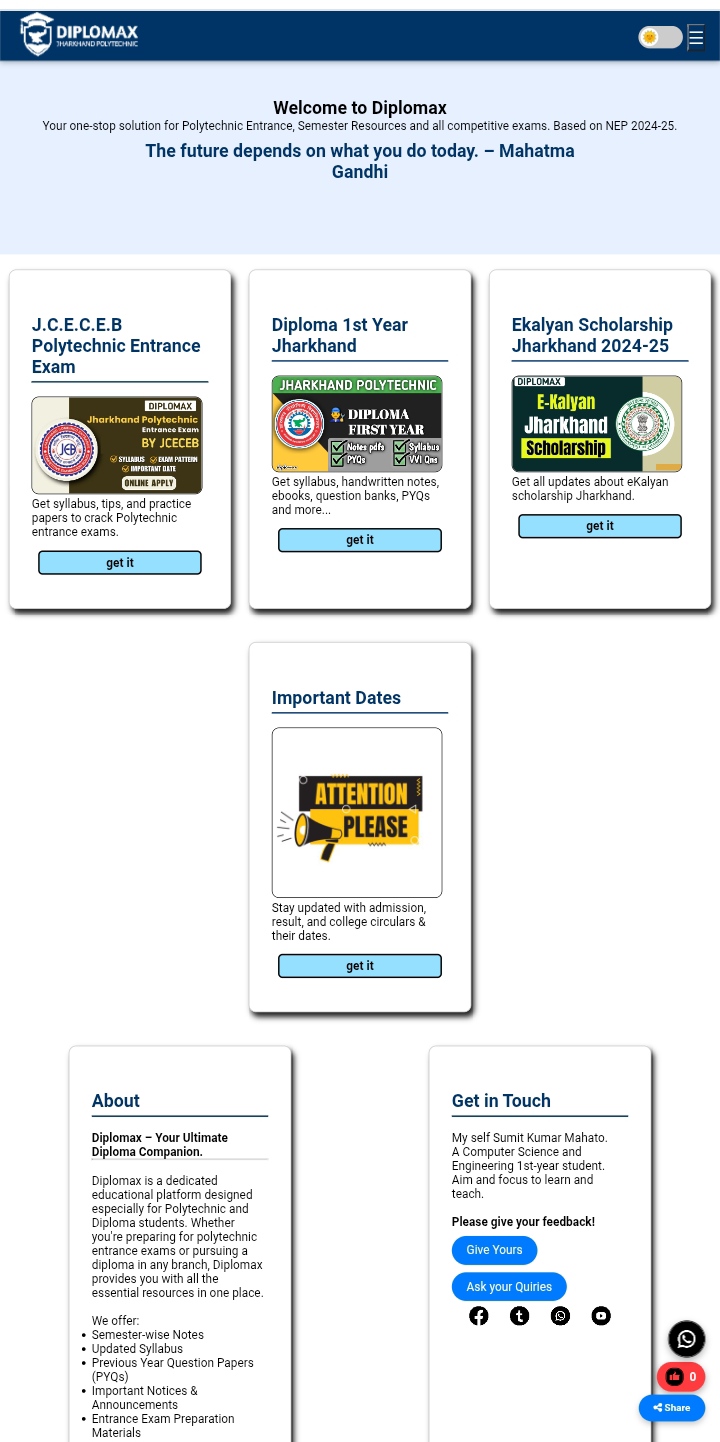 DIPLOMAX
JHARKHAND POLYTECHNIC
Welcome to Diplomax
Your one-stop solution for Polytechnic Entrance, Semester Resources and all competitive exams. Based on NEP 2024-25.
The future depends on what you do today. – Mahatma
Gandhi
J.C.E.C.E.B
Polytechnic Entrance
Exam
DIPLOMAX
Jharkhand Polytechnic
Entrance Exam
BY JCECEB
JEB
SYLLABUS
EXAM PATTERN
IMPORTANT DATE
ONLINE APPLY
Get syllabus, tips, and practice
papers to crack Polytechnic
entrance exams.
get it
Diploma 1st Year
Jharkhand
JHARKHAND POLYTECHNIC
DIPLOMA
FIRST YEAR
Notes pdfs
Syllabus
PYQs
VVI Qns
Get syllabus, handwritten notes,
ebooks, question banks, PYQs
and more...
get it
Ekalyan Scholarship
Jharkhand 2024-25
DIPLOMAX
E-Kalyan
Jharkhand
Scholarship
Get all updates about eKalyan
scholarship Jharkhand.
get it
Important Dates
ATTENTION
PLEASE
Stay updated with admission,
result, and college circulars &
their dates.
get it
About
Diplomax – Your Ultimate
Diploma Companion.
Diplomax is a dedicated
educational platform designed
especially for Polytechnic and
Diploma students. Whether
you're preparing for polytechnic
entrance exams or pursuing a
diploma in any branch, Diplomax
provides you with all the
essential resources in one place.
We offer:
• Semester-wise Notes
• Updated Syllabus
• Previous Year Question Papers
(PYQs)
• Important Notices &
Announcements
• Entrance Exam Preparation
Materials
Get in Touch
My self Sumit Kumar Mahato.
A Computer Science and
Engineering 1st-year student.
Aim and focus to learn and
teach.
Please give your feedback!
Give Yours
Ask your Quiries
0
Share